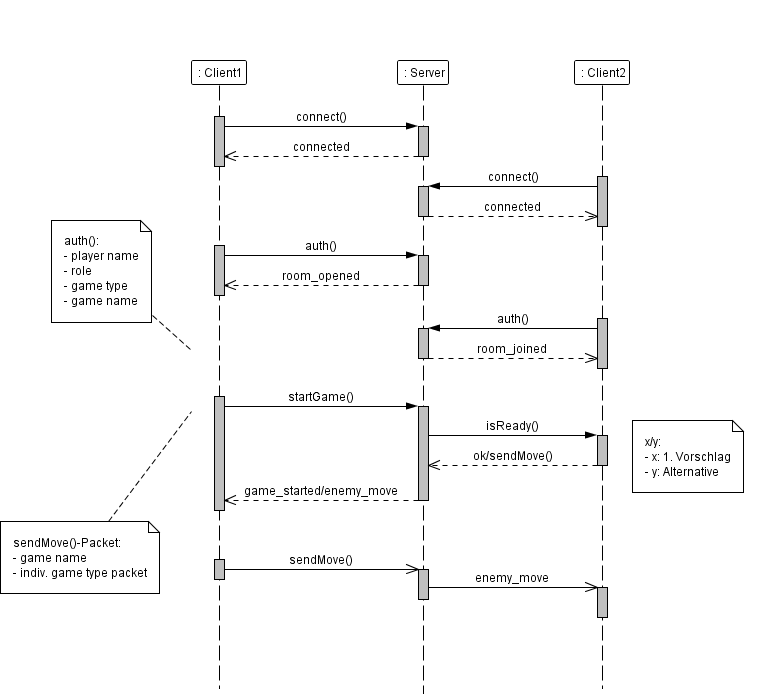 : Client1
: Server
: Client2
connect()
connected
connect()
connected
auth():
- player name
- role
- game type
- game name
auth()
room_opened
auth()
room_joined
startGame()
isReady()
ok/sendMove()
game_started/enemy_move
x/y:
- x: 1. Vorschlag
- y: Alternative
sendMove()-Packet:
- game name
- indiv. game type packet
sendMove()
enemy_move